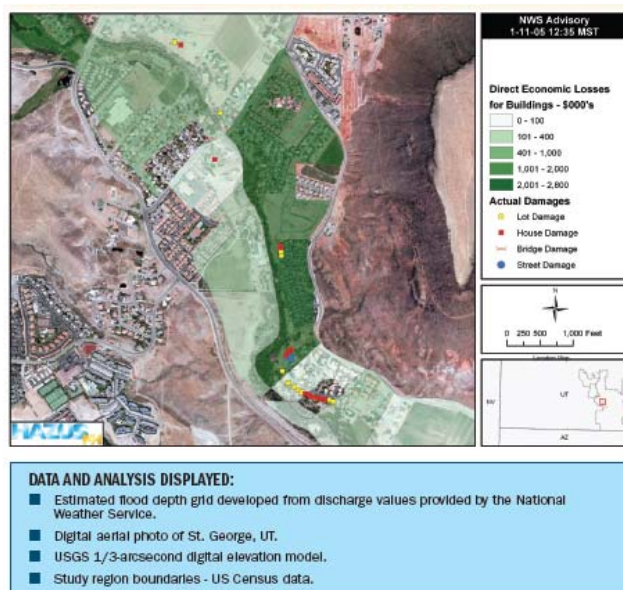 NWS Advisory
1-11-05 12:35 MST
Direct Economic Losses
for Buildings - $000's
0 - 100
101 - 400
401 - 1,000
1,001 - 2,000
2,001 - 2,800
Actual Damages
Lot Damage
House Damage
Bridge Damage
Street Damage
N
0 250 500 1,000 Feet
NV
UT
AZ
HAZUS
DATA AND ANALYSIS DISPLAYED:
Estimated flood depth grid developed from discharge values provided by the National
Weather Service.
Digital aerial photo of St. George, UT.
USGS 1/3-arcsecond digital elevation model.
Study region boundaries - US Census data.